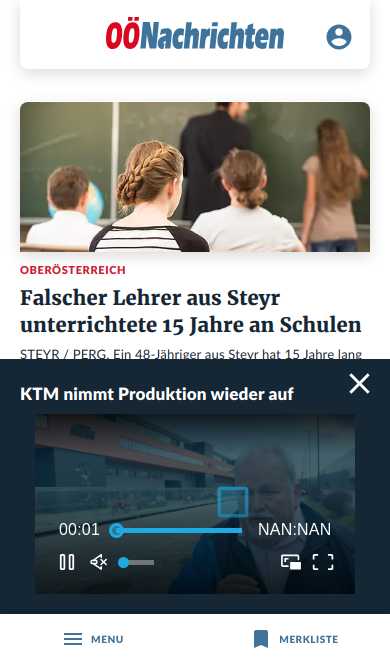 OÖNachrichten
OBERÖSTERREICH
Falscher Lehrer aus Steyr
unterrichtete 15 Jahre an Schulen
STEYR / PERG. Ein 48-Jähriger aus Steyr hat 15 Jahre lang
KTM nimmt Produktion wieder auf
00:01
NAN:NAN
MENU
MERKLISTE